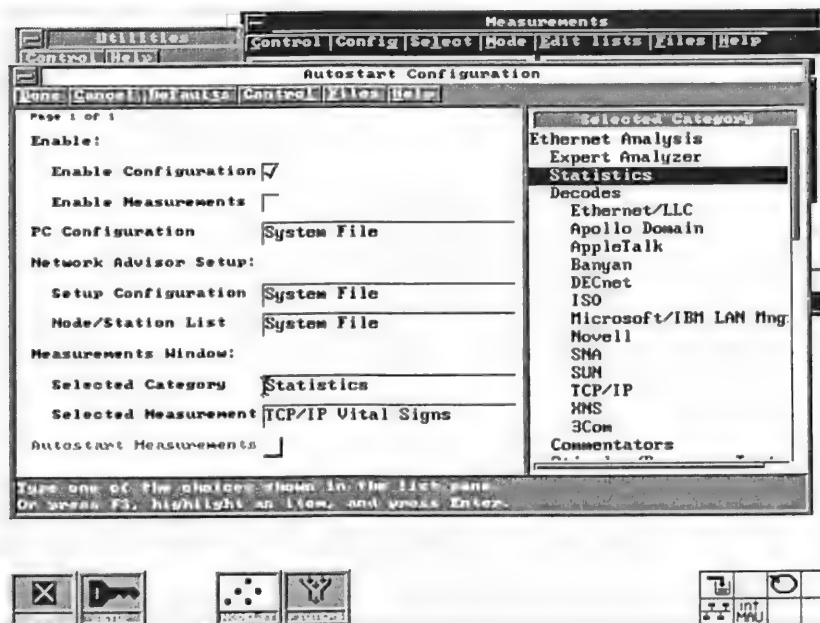 Measurements
Control Config Select Mode Edit lists Files Help
Utilities
Control Help
Autostart Configuration
Done Cancel Defaults Control Files Help
Page 1 of 1
Enable:
Enable Configuration
Enable Measurements
PC Configuration System File
Network Advisor Setup:
Setup Configuration System File
Node/Station List System File
Measurements Window:
Selected Category Statistics
Selected Measurement TCP/IP Vital Signs
Autostart Measurements
Selected Category
Ethernet Analysis
Expert Analyzer
Statistics
Decodes
Ethernet/LLC
Apollo Domain
AppleTalk
Banyan
DECnet
ISO
Microsoft/IBM LAN Mng
Novell
SNA
SUN
TCP/IP
XNS
3Com
Commentators
Type one of the choices shown in the list pane.
Or press F3, highlight an item, and press Enter.